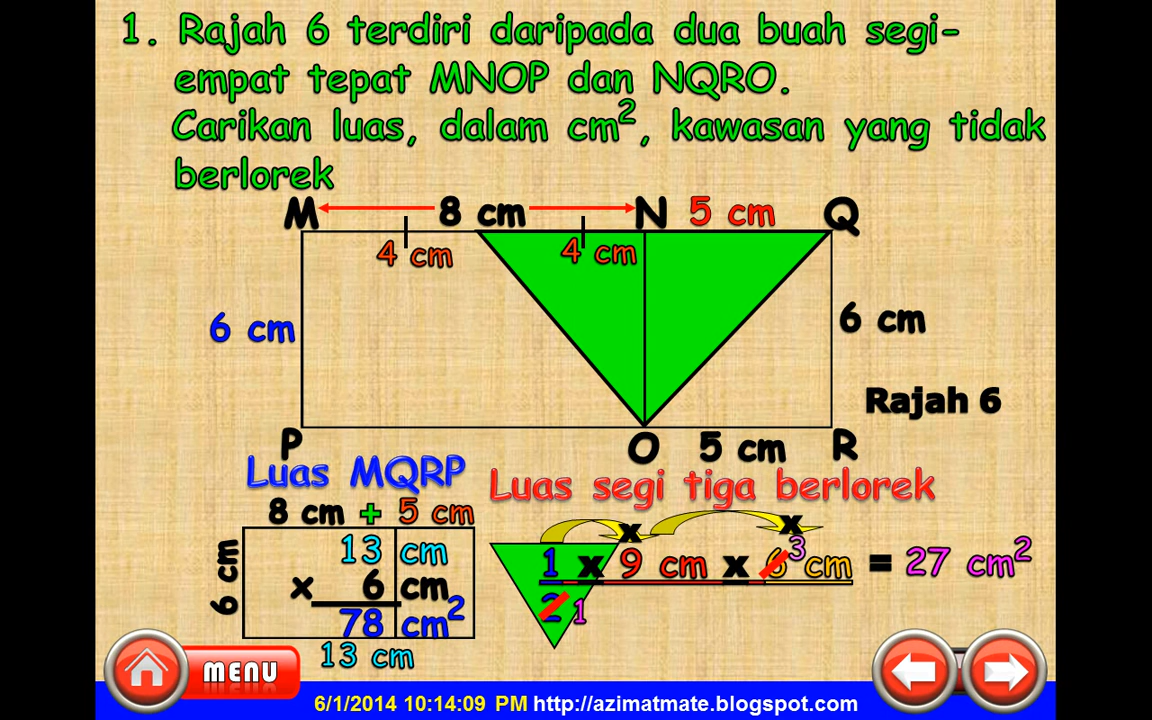 1. Rajah 6 terdiri daripada dua buah segi-
empat tepat MNOP dan NQRO.
Carikan luas, dalam cm², kawasan yang tidak
berlorek
M 8 cm N 5 cm Q
4 cm 4 cm
6 cm 6 cm
Rajah 6
P O 5 cm R
Luas MQRP
Luas segi tiga berlorek
8 cm + 5 cm
6 cm
13 cm
x 6 cm
78 cm²
13 cm
x x
1 x 9 cm x 6 3 cm = 27 cm²
2 1
MENU
6/1/2014 10:14:09 PM http://azimatmate.blogspot.com